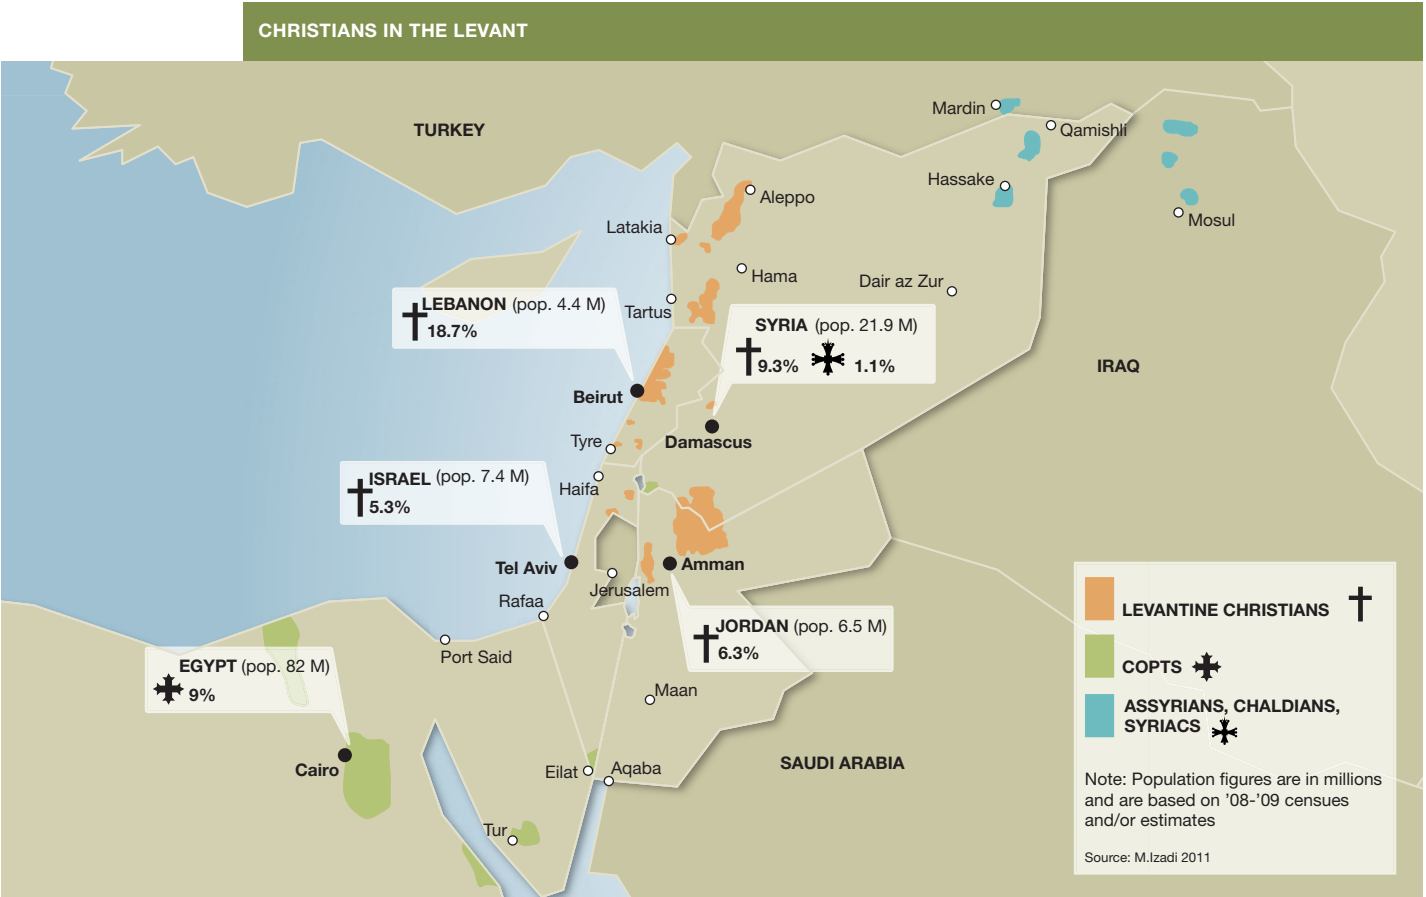 CHRISTIANS IN THE LEVANT
TURKEY
Mardin
Qamishli
Hassake
Aleppo
Mosul
Latakia
Hama
Dair az Zur
LEBANON (pop. 4.4 M)
18.7%
Tartus
SYRIA (pop. 21.9 M)
9.3% 1.1%
IRAQ
Beirut
Damascus
Tyre
ISRAEL (pop. 7.4 M)
5.3%
Haifa
Tel Aviv
Amman
Jerusalem
Rafaa
JORDAN (pop. 6.5 M)
6.3%
Port Said
EGYPT (pop. 82 M)
9%
Maan
Cairo
Eilat
Aqaba
SAUDI ARABIA
Tur
LEVANTINE CHRISTIANS
COPTS
ASSYRIANS, CHALDIANS,
SYRIACS
Note: Population figures are in millions
and are based on ’08-’09 censues
and/or estimates
Source: M.Izadi 2011